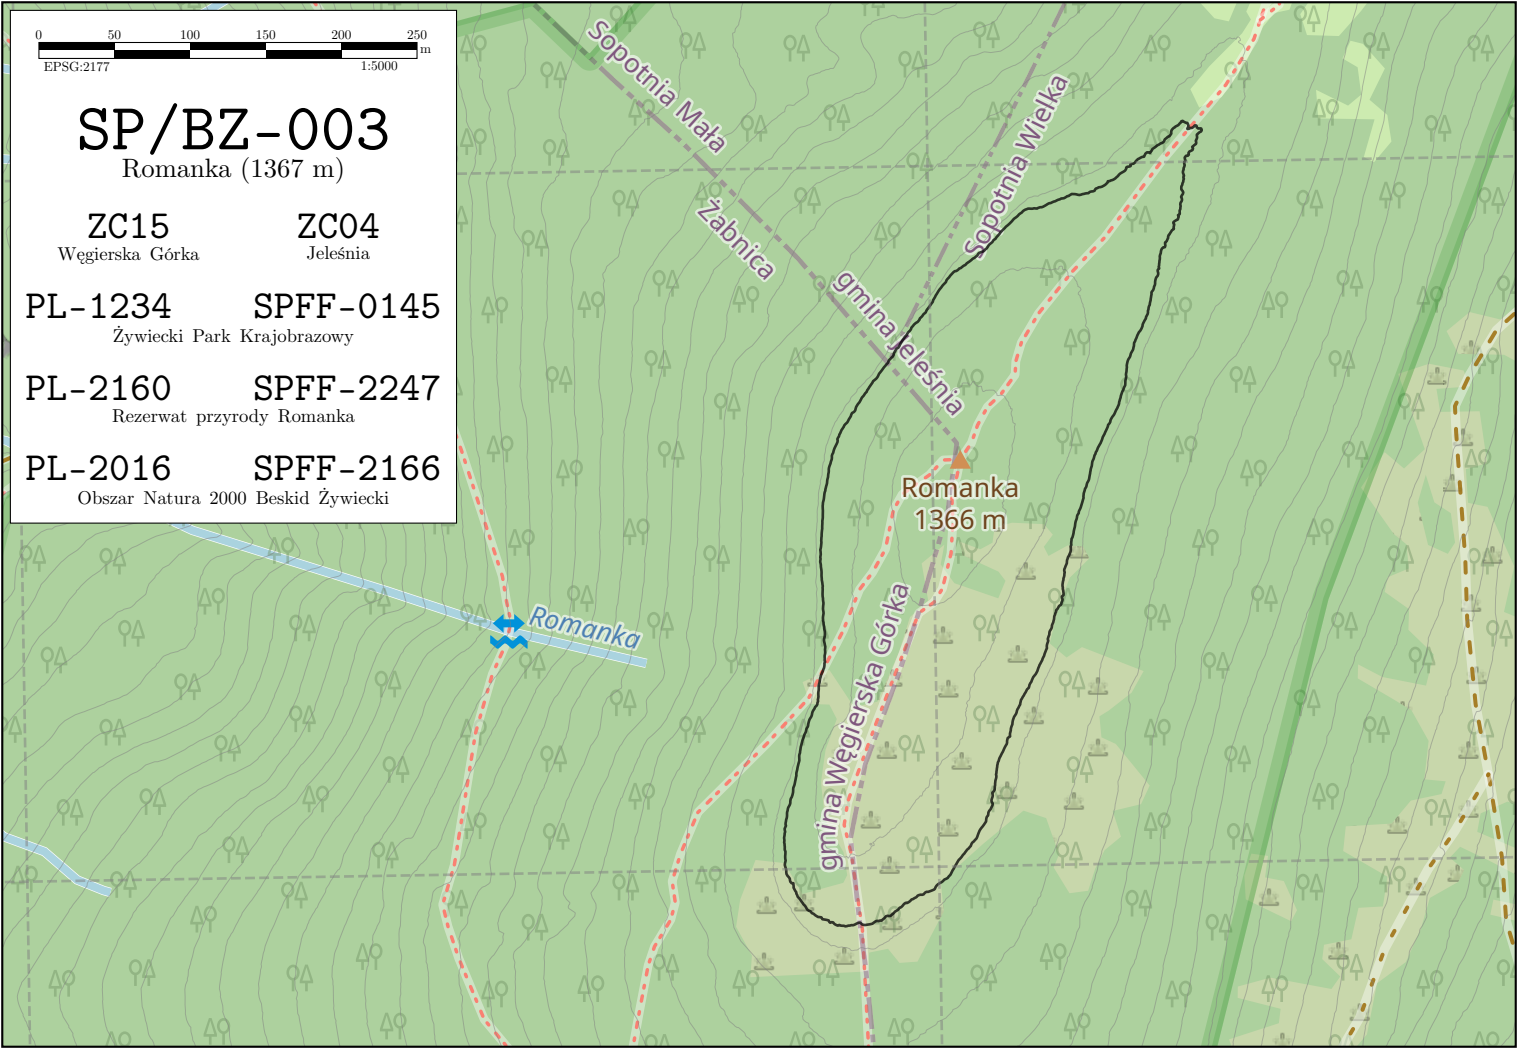 0 50 100 150 200 250
m
EPSG:2177 1:5000
SP/BZ-003
Romanka (1367 m)
ZC15 ZC04
Węgierska Górka Jeleśnia
PL-1234 SPFF-0145
Żywiecki Park Krajobrazowy
PL-2160 SPFF-2247
Rezerwat przyrody Romanka
PL-2016 SPFF-2166
Obszar Natura 2000 Beskid Żywiecki
Sopotnia Mała
Żabnica
Sopotnia Wielka
gmina Jeleśnia
Romanka
1366 m
gmina Węgierska Górka
Romanka